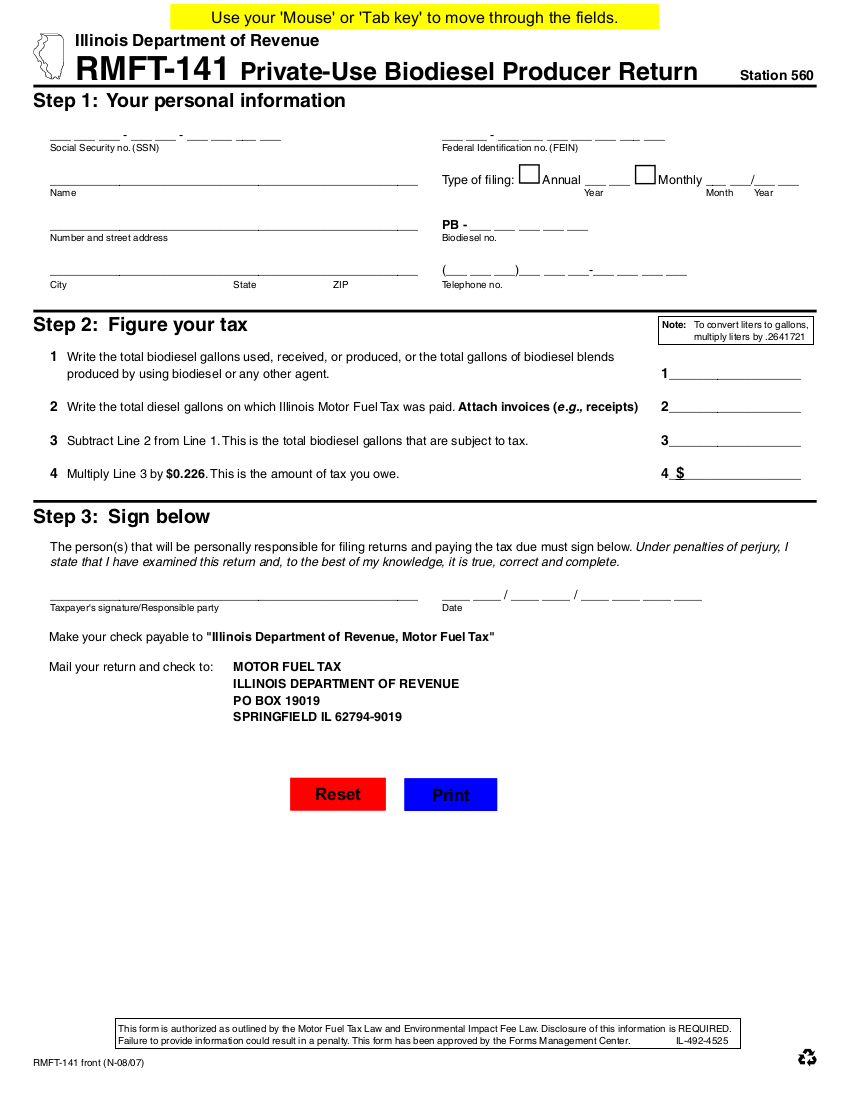 Use your 'Mouse' or 'Tab key' to move through the fields.
Illinois Department of Revenue
RMFT-141 Private-Use Biodiesel Producer Return Station 560
Step 1: Your personal information
___ ___ ___ - ___ ___ - ___ ___ ___ ___ ___ ___ - ___ ___ ___ ___ ___ ___ ___
Social Security no. (SSN) Federal Identification no. (FEIN)
Type of filing: Annual ___ ___ Monthly ___ ___/___ ___
Name Year Month Year
PB - ___ ___ ___ ___ ___
Number and street address Biodiesel no.
(___ ___ ___)___ ___ ___-___ ___ ___ ___
City State ZIP Telephone no.
Step 2: Figure your tax
Note: To convert liters to gallons,
multiply liters by .2641721
1 Write the total biodiesel gallons used, received, or produced, or the total gallons of biodiesel blends
produced by using biodiesel or any other agent. 1
2 Write the total diesel gallons on which Illinois Motor Fuel Tax was paid. Attach invoices (e.g., receipts) 2
3 Subtract Line 2 from Line 1. This is the total biodiesel gallons that are subject to tax. 3
4 Multiply Line 3 by $0.226. This is the amount of tax you owe. 4 $
Step 3: Sign below
The person(s) that will be personally responsible for filing returns and paying the tax due must sign below. Under penalties of perjury, I
state that I have examined this return and, to the best of my knowledge, it is true, correct and complete.
____ ____ / ____ ____ / ____ ____ ____ ____
Taxpayer's signature/Responsible party Date
Make your check payable to "Illinois Department of Revenue, Motor Fuel Tax"
Mail your return and check to: MOTOR FUEL TAX
ILLINOIS DEPARTMENT OF REVENUE
PO BOX 19019
SPRINGFIELD IL 62794-9019
Reset Print
This form is authorized as outlined by the Motor Fuel Tax Law and Environmental Impact Fee Law. Disclosure of this information is REQUIRED.
Failure to provide information could result in a penalty. This form has been approved by the Forms Management Center. IL-492-4525
RMFT-141 front (N-08/07)